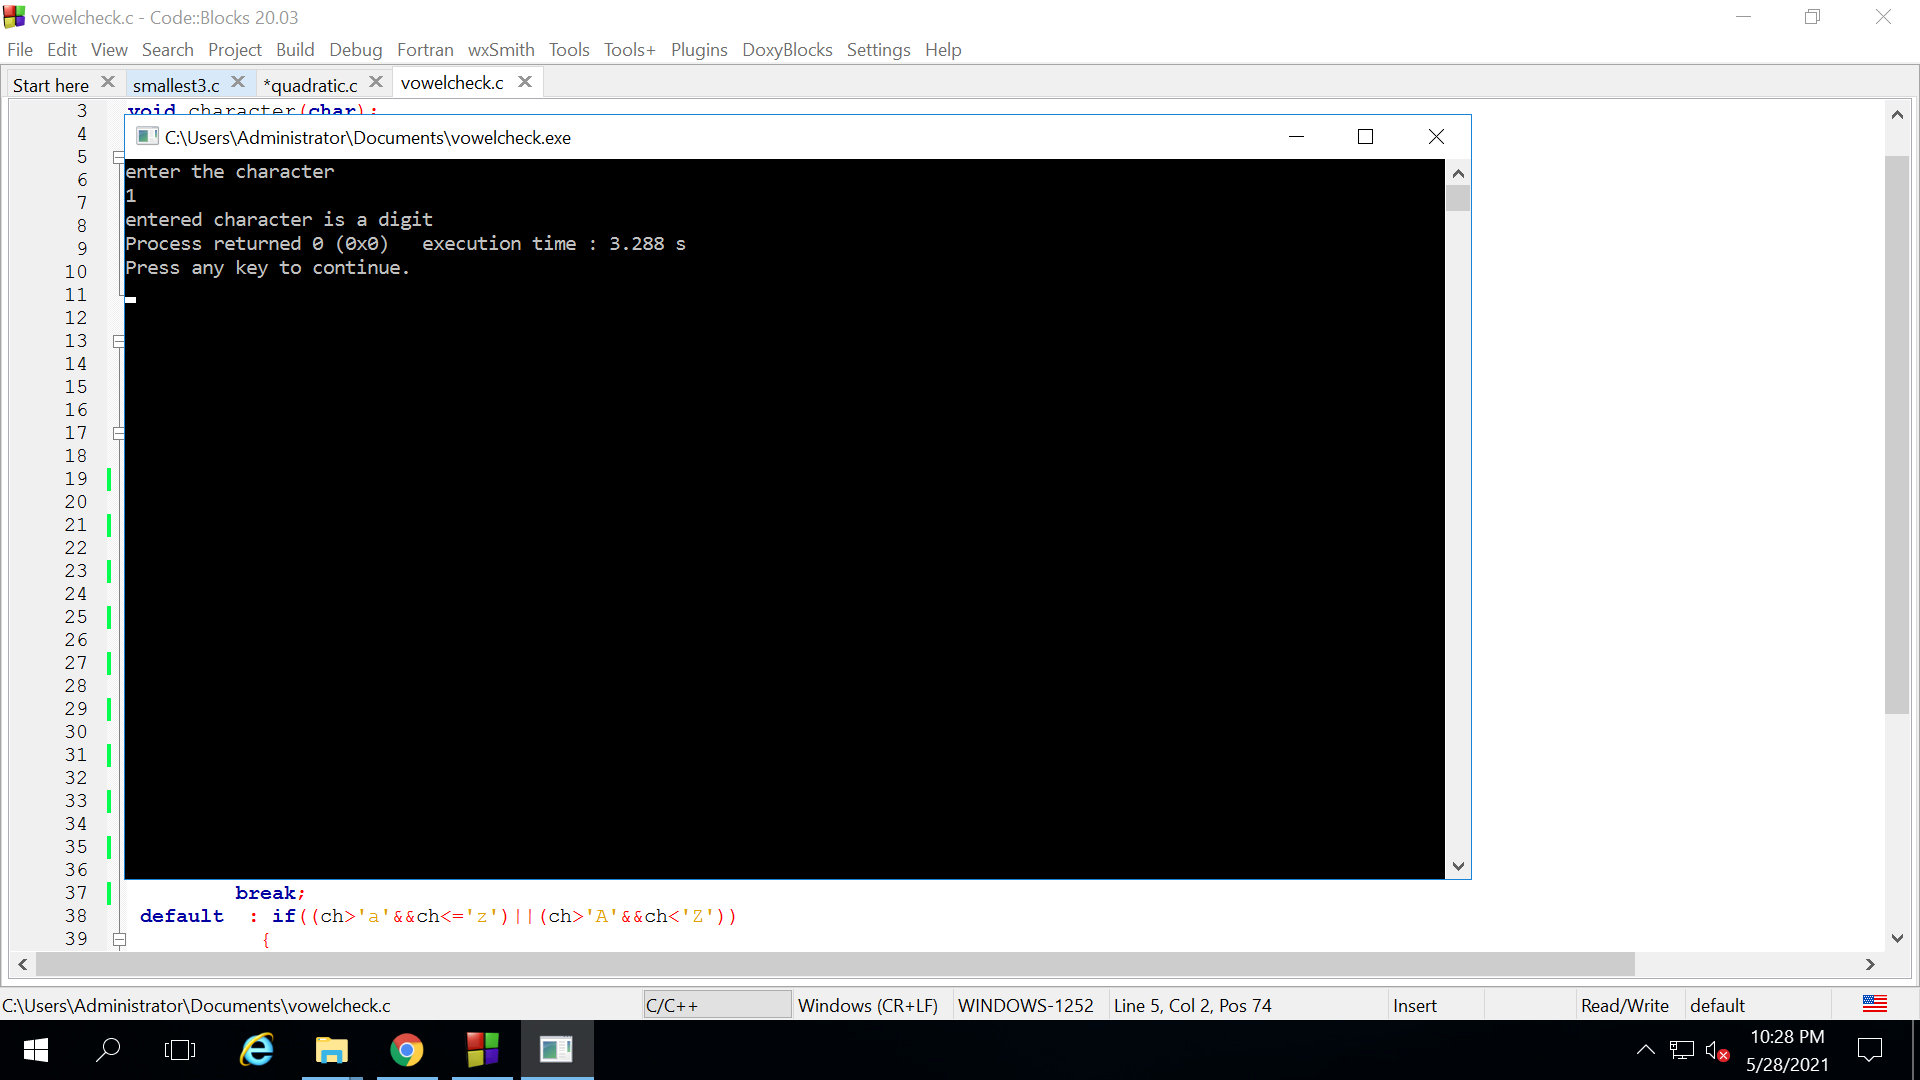 vowelcheck.c - Code::Blocks 20.03
File Edit View Search Project Build Debug Fortran wxSmith Tools Tools+ Plugins DoxyBlocks Settings Help
Start here smallest3.c *quadratic.c vowelcheck.c
3 void character(char);
4
C:\Users\Administrator\Documents\vowelcheck.exe
5
enter the character
6
1
7
entered character is a digit
8
Process returned 0 (0x0)   execution time : 3.288 s
9
Press any key to continue.
10
11
12
13
14
15
16
17
18
19
20
21
22
23
24
25
26
27
28
29
30
31
32
33
34
35
36
37 break;
38 default : if((ch>'a'&&ch<='z')||(ch>'A'&&ch<'Z'))
39 {
C:\Users\Administrator\Documents\vowelcheck.c C/C++ Windows (CR+LF) WINDOWS-1252 Line 5, Col 2, Pos 74 Insert Read/Write default
10:28 PM
5/28/2021